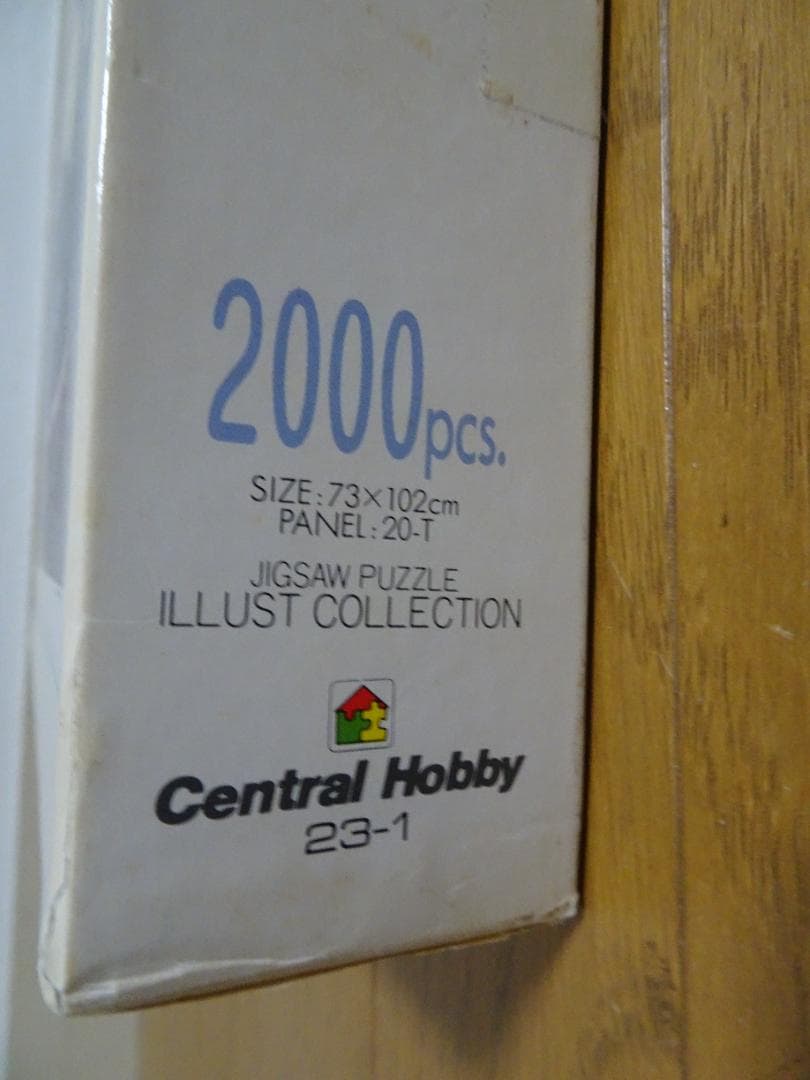 2000pcs.
SIZE:73×102cm
PANEL:20-T
JIGSAW PUZZLE
ILLUST COLLECTION
Central Hobby
23-1